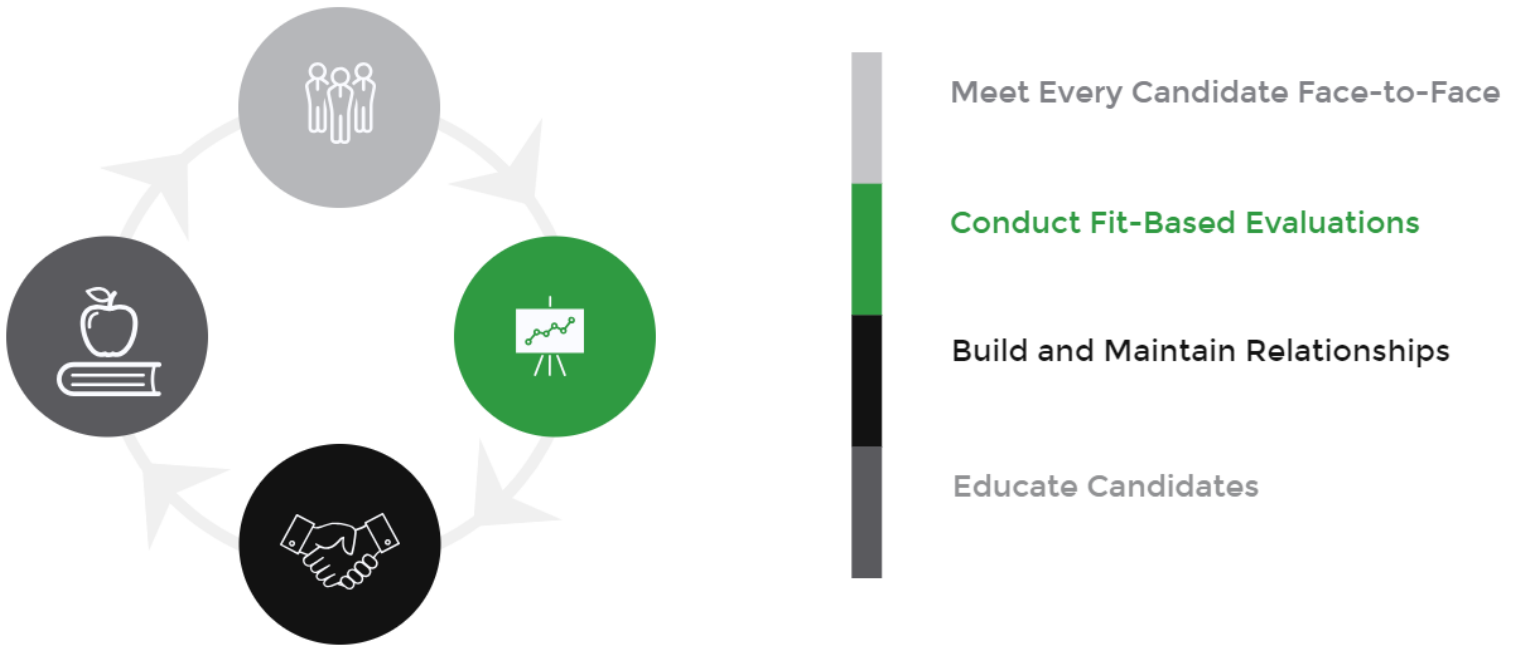 Meet Every Candidate Face-to-Face
Conduct Fit-Based Evaluations
Build and Maintain Relationships
Educate Candidates